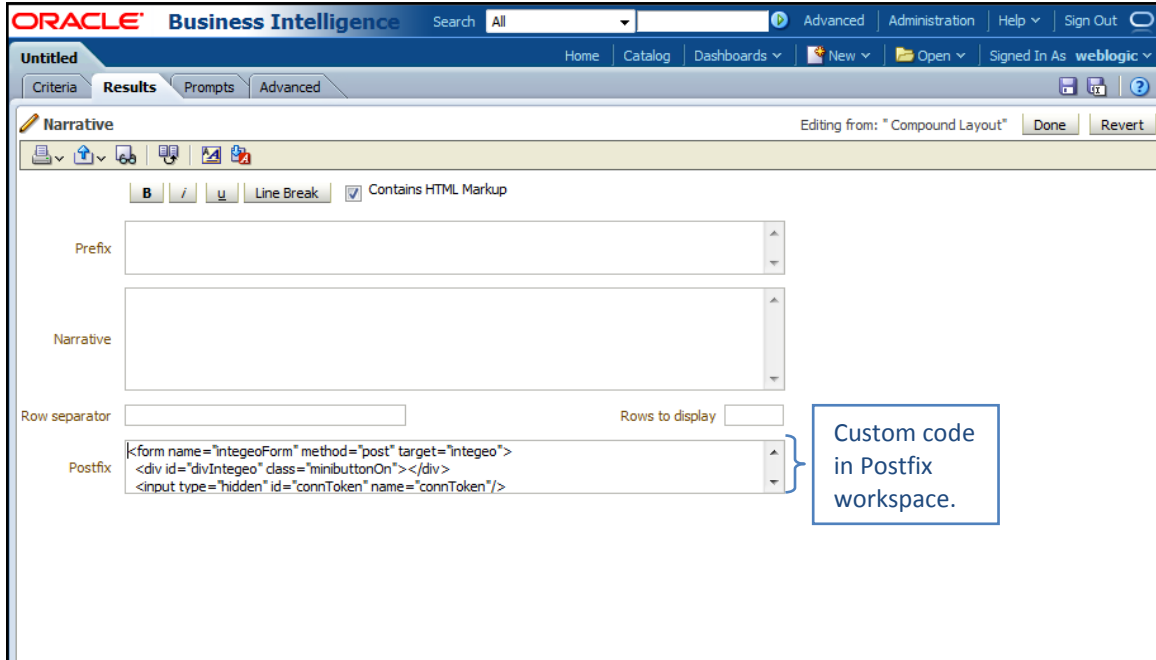 ORACLE Business Intelligence Search All Advanced Administration Help Sign Out
Untitled Home Catalog Dashboards New Open Signed In As weblogic
Criteria Results Prompts Advanced
Narrative Editing from: " Compound Layout" Done Revert
B i u Line Break Contains HTML Markup
Prefix
Narrative
Row separator Rows to display
Postfix
<form name="integeoForm" method="post" target="integeo">
<div id="divIntegeo" class="minibuttonOn"></div>
<input type="hidden" id="connToken" name="connToken"/>
Custom code
in Postfix
workspace.